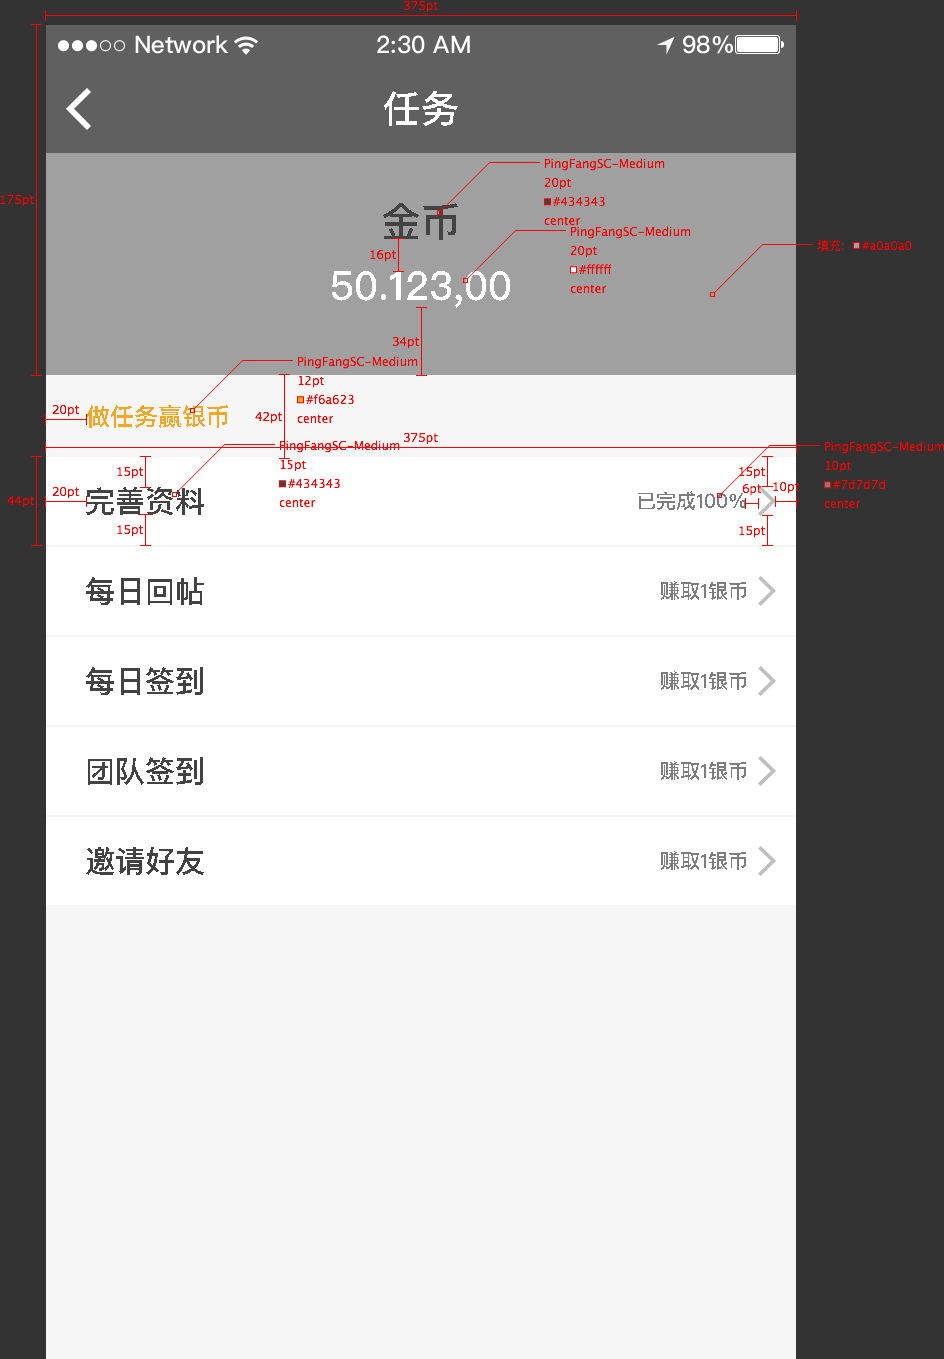 375pt
Network 2:30 AM 98%
任务
175pt
PingFangSC-Medium
20pt
#434343
center
金币
16pt
PingFangSC-Medium
20pt
#ffffff
center
填充: #a0a0a0
50.123,00
34pt
PingFangSC-Medium
12pt
#f6a623
center
20pt
做任务赢银币
42pt
375pt
PingFangSC-Medium
15pt
#434343
center
PingFangSC-Medium
10pt
#7d7d7d
center
44pt
20pt
15pt
完善资料
15pt
15pt
已完成100%
6pt
10pt
15pt
每日回帖 赚取1银币
每日签到 赚取1银币
团队签到 赚取1银币
邀请好友 赚取1银币